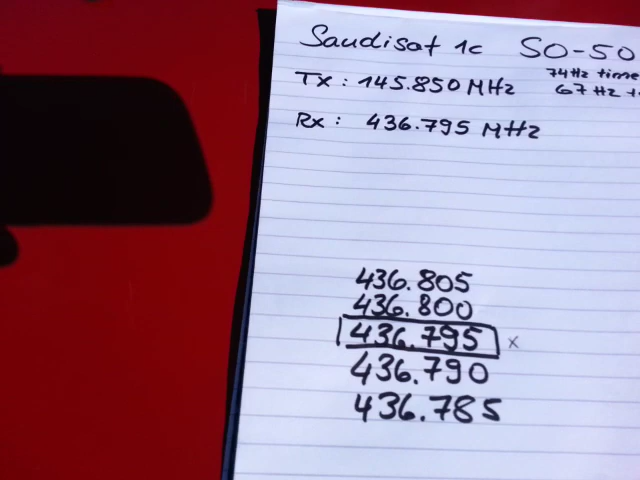 Saudisat 1c SO-50
74Hz time
TX: 145.850 MHz
67 Hz
Rx: 436.795 MHz
436.805
436.800
436.795 x
436.790
436.785